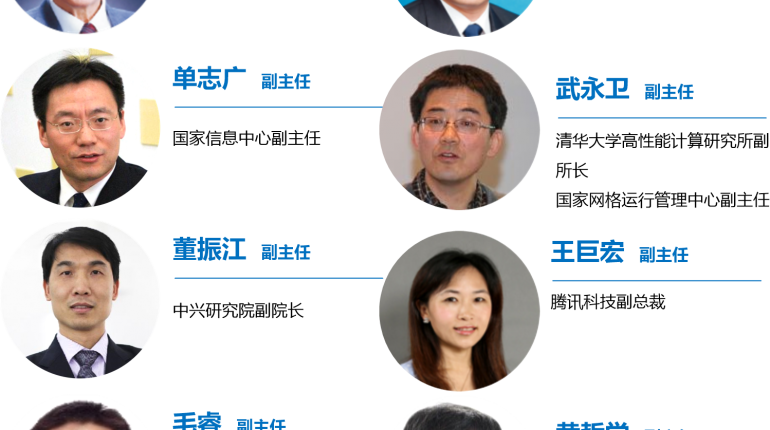 单志广 副主任
国家信息中心副主任
武永卫 副主任
清华大学高性能计算研究所副
所长
国家网格运行管理中心副主任
董振江 副主任
中兴研究院副院长
王巨宏 副主任
腾讯科技副总裁
毛睿 副主任